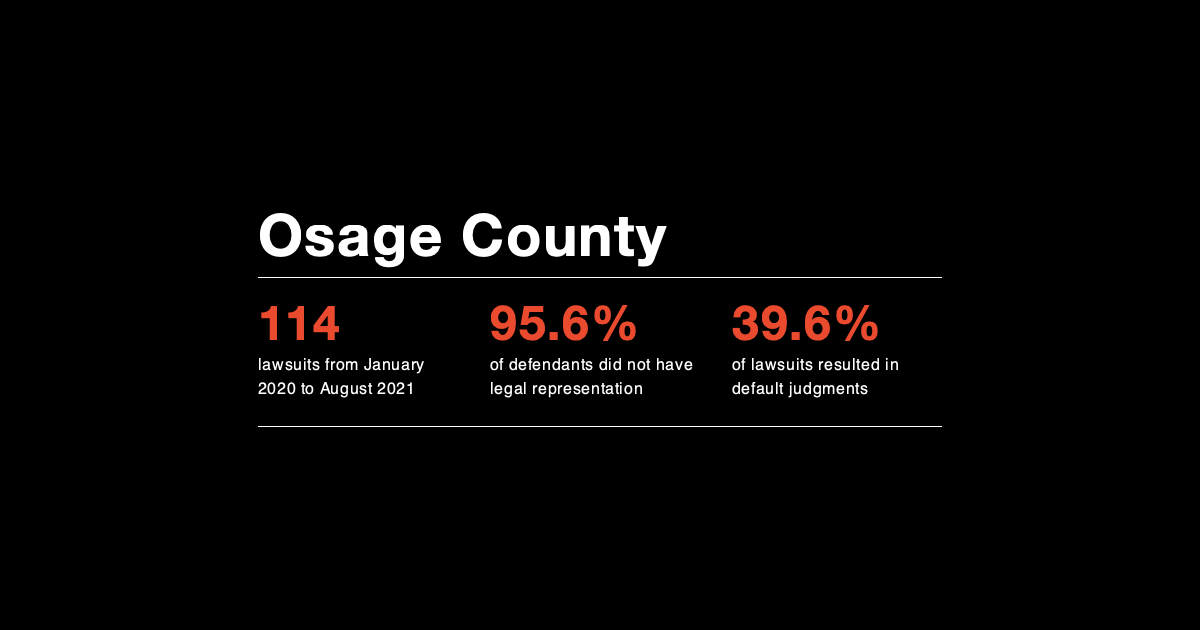 Osage County
114
lawsuits from January
2020 to August 2021
95.6%
of defendants did not have
legal representation
39.6%
of lawsuits resulted in
default judgments